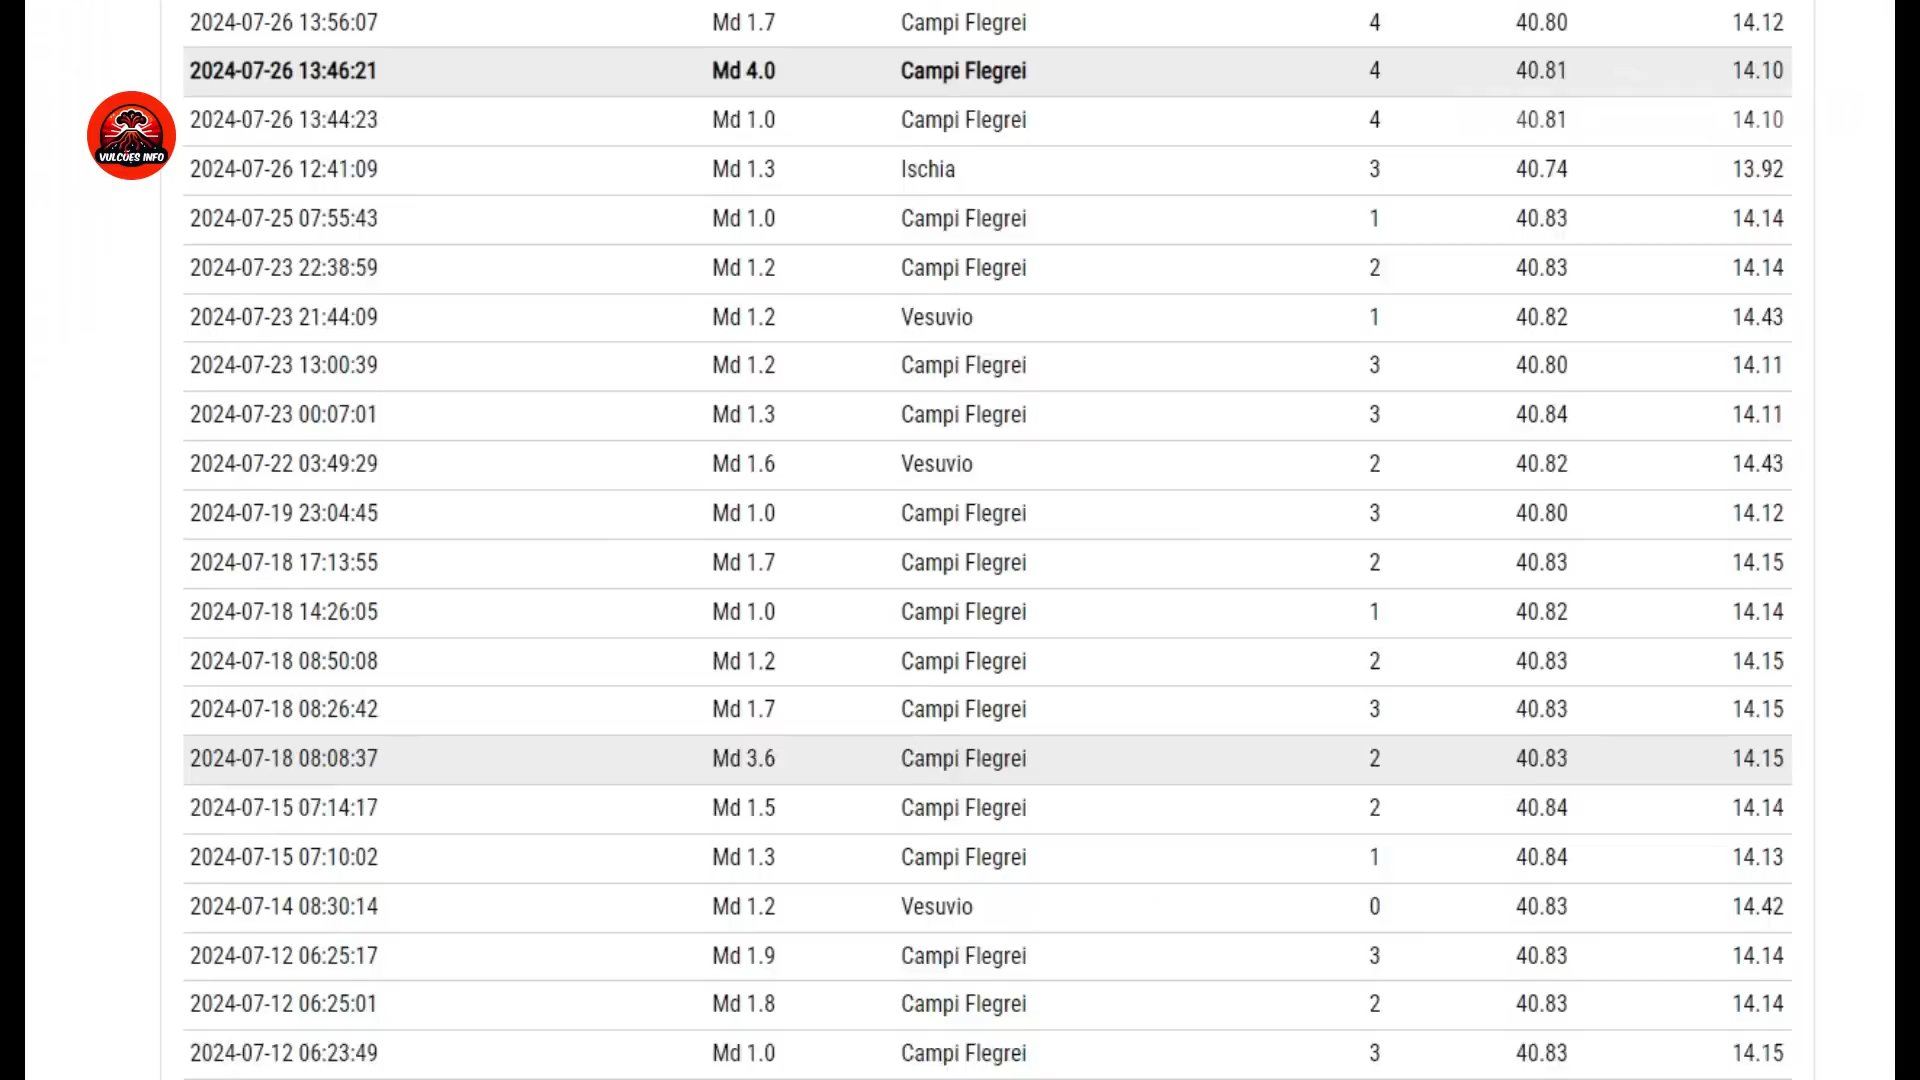 2024-07-26 13:56:07 Md 1.7 Campi Flegrei 4 40.80 14.12
2024-07-26 13:46:21 Md 4.0 Campi Flegrei 4 40.81 14.10
2024-07-26 13:44:23 Md 1.0 Campi Flegrei 4 40.81 14.10
VULCÕES INFO
2024-07-26 12:41:09 Md 1.3 Ischia 3 40.74 13.92
2024-07-25 07:55:43 Md 1.0 Campi Flegrei 1 40.83 14.14
2024-07-23 22:38:59 Md 1.2 Campi Flegrei 2 40.83 14.14
2024-07-23 21:44:09 Md 1.2 Vesuvio 1 40.82 14.43
2024-07-23 13:00:39 Md 1.2 Campi Flegrei 3 40.80 14.11
2024-07-23 00:07:01 Md 1.3 Campi Flegrei 3 40.84 14.11
2024-07-22 03:49:29 Md 1.6 Vesuvio 2 40.82 14.43
2024-07-19 23:04:45 Md 1.0 Campi Flegrei 3 40.80 14.12
2024-07-18 17:13:55 Md 1.7 Campi Flegrei 2 40.83 14.15
2024-07-18 14:26:05 Md 1.0 Campi Flegrei 1 40.82 14.14
2024-07-18 08:50:08 Md 1.2 Campi Flegrei 2 40.83 14.15
2024-07-18 08:26:42 Md 1.7 Campi Flegrei 3 40.83 14.15
2024-07-18 08:08:37 Md 3.6 Campi Flegrei 2 40.83 14.15
2024-07-15 07:14:17 Md 1.5 Campi Flegrei 2 40.84 14.14
2024-07-15 07:10:02 Md 1.3 Campi Flegrei 1 40.84 14.13
2024-07-14 08:30:14 Md 1.2 Vesuvio 0 40.83 14.42
2024-07-12 06:25:17 Md 1.9 Campi Flegrei 3 40.83 14.14
2024-07-12 06:25:01 Md 1.8 Campi Flegrei 2 40.83 14.14
2024-07-12 06:23:49 Md 1.0 Campi Flegrei 3 40.83 14.15